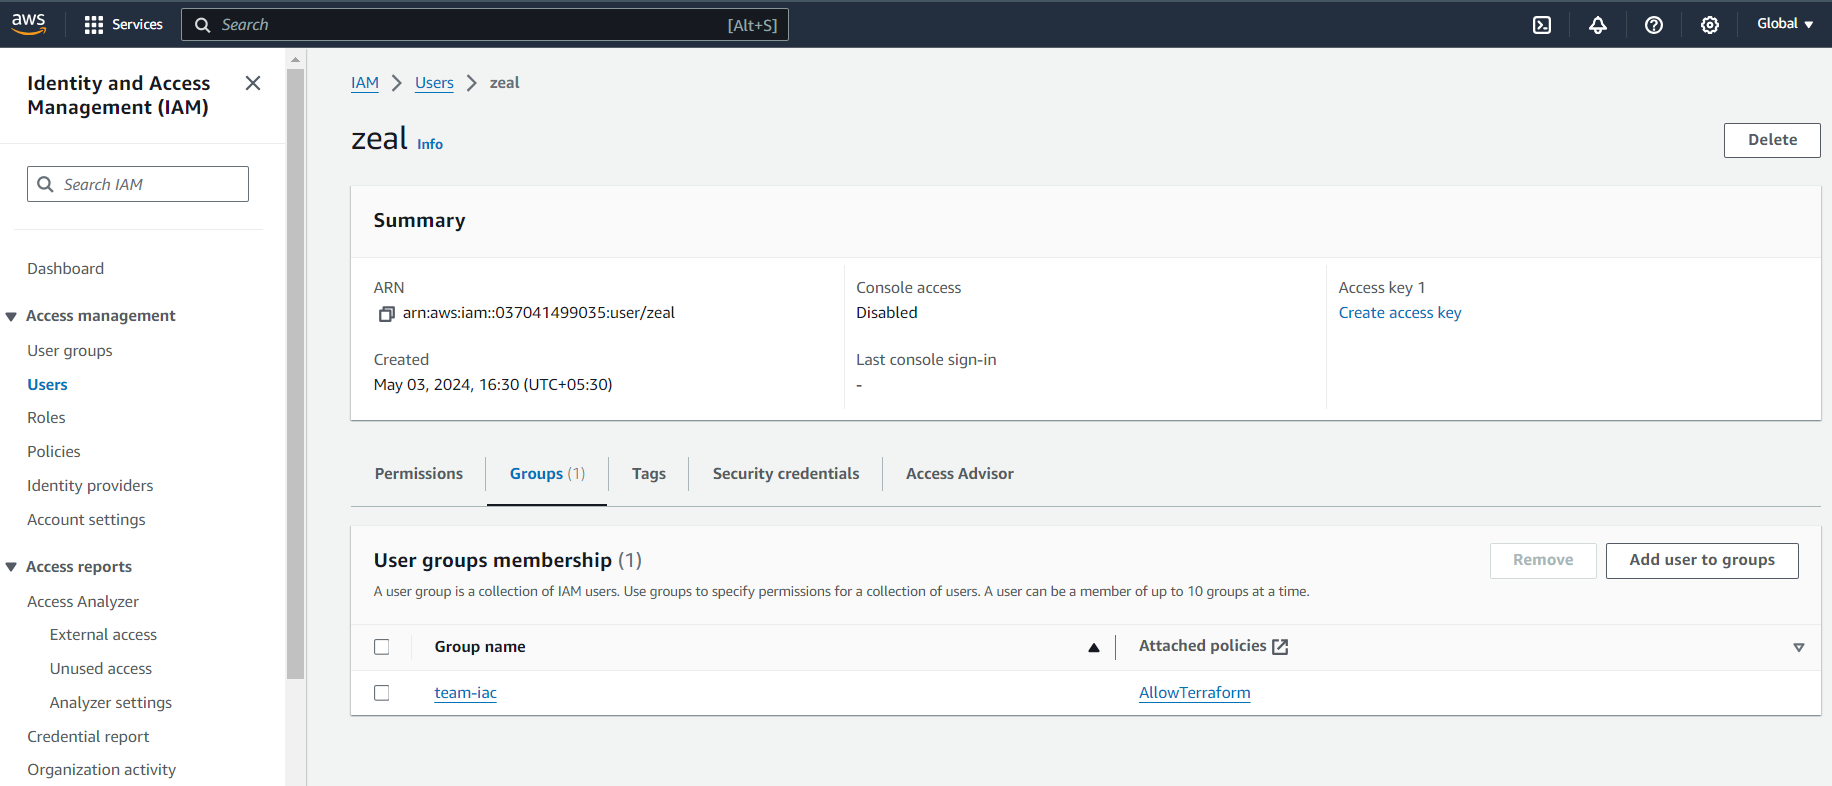 aws Services Search [Alt+S] Global
Identity and Access
Management (IAM)
Search IAM
Dashboard
Access management
User groups
Users
Roles
Policies
Identity providers
Account settings
Access reports
Access Analyzer
External access
Unused access
Analyzer settings
Credential report
Organization activity
IAM > Users > zeal
zeal Info
Delete
Summary
ARN
arn:aws:iam::037041499035:user/zeal
Created
May 03, 2024, 16:30 (UTC+05:30)
Console access
Disabled
Last console sign-in
-
Access key 1
Create access key
Permissions Groups (1) Tags Security credentials Access Advisor
User groups membership (1)
Remove Add user to groups
A user group is a collection of IAM users. Use groups to specify permissions for a collection of users. A user can be a member of up to 10 groups at a time.
Group name Attached policies
team-iac AllowTerraform